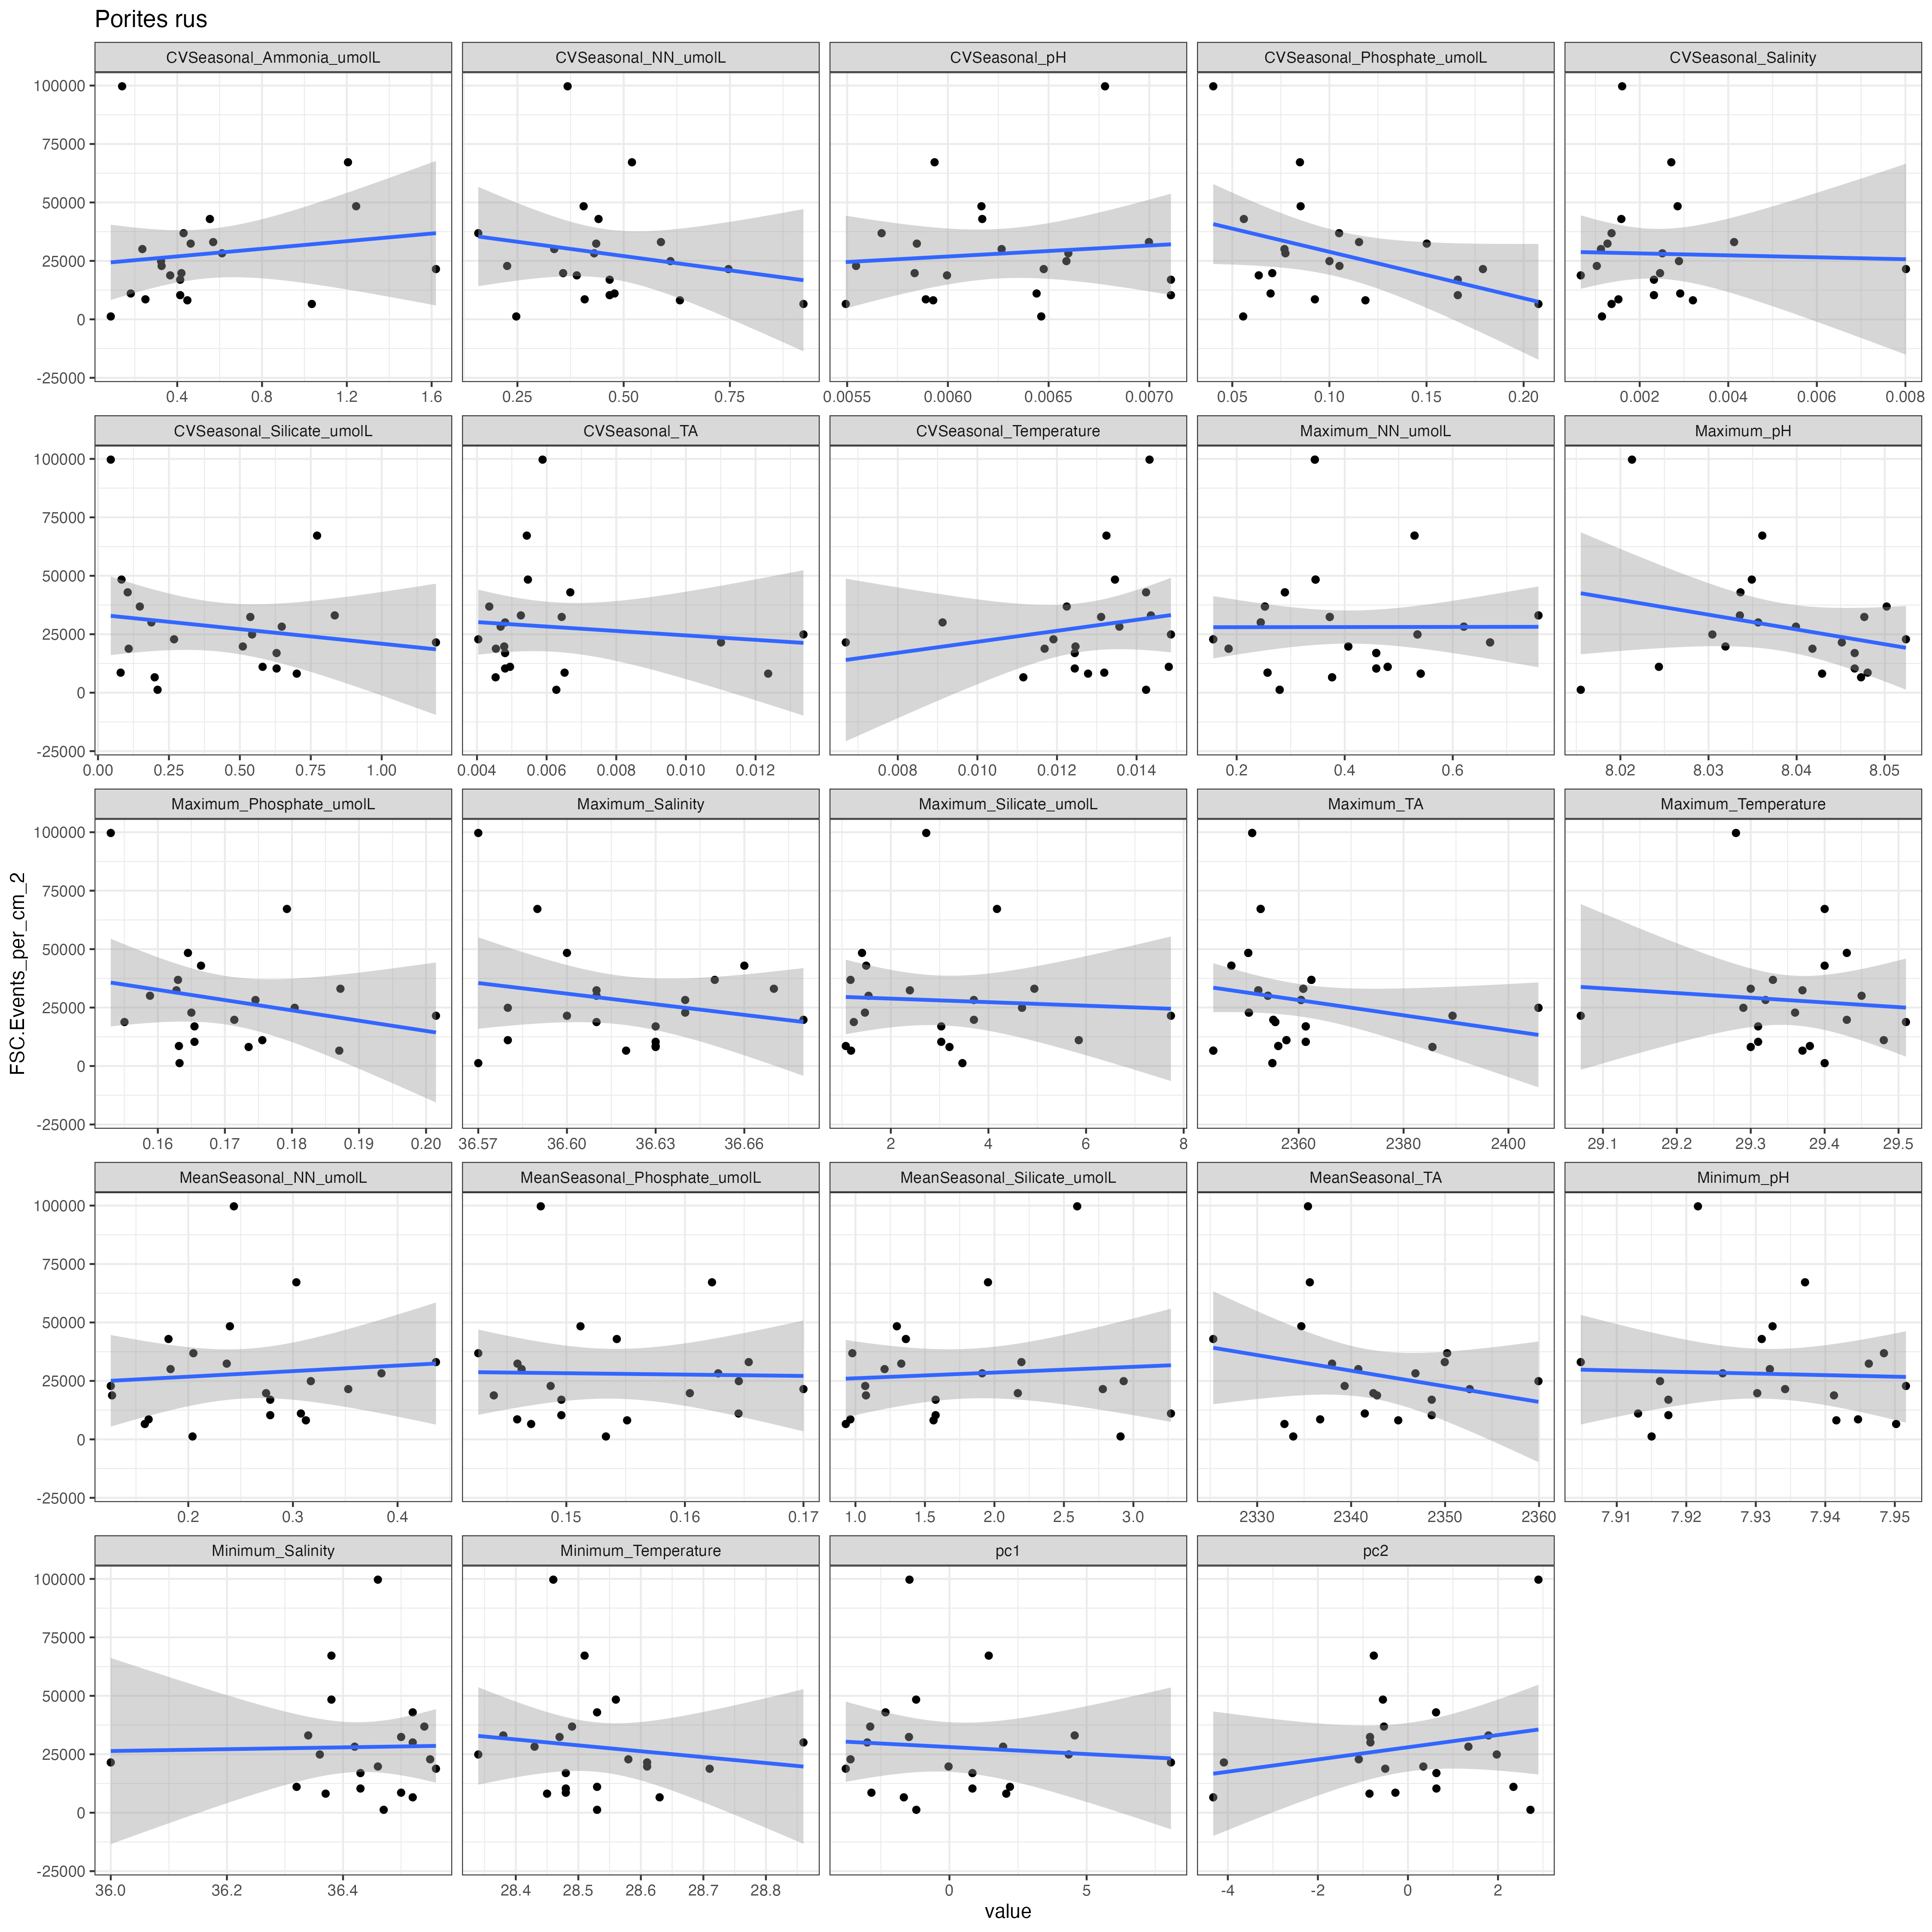 Porites rus
CVSeasonal_Ammonia_umolL CVSeasonal_NN_umolL CVSeasonal_pH CVSeasonal_Phosphate_umolL CVSeasonal_Salinity
100000
75000
50000
25000
0
-25000
0.4 0.8 1.2 1.6 0.25 0.50 0.75 0.0055 0.0060 0.0065 0.0070 0.05 0.10 0.15 0.20 0.002 0.004 0.006 0.008
CVSeasonal_Silicate_umolL CVSeasonal_TA CVSeasonal_Temperature Maximum_NN_umolL Maximum_pH
100000
75000
50000
25000
0
-25000
0.00 0.25 0.50 0.75 1.00 0.004 0.006 0.008 0.010 0.012 0.008 0.010 0.012 0.014 0.2 0.4 0.6 8.02 8.03 8.04 8.05
Maximum_Phosphate_umolL Maximum_Salinity Maximum_Silicate_umolL Maximum_TA Maximum_Temperature
100000
75000
50000
25000
0
-25000
FSC.Events_per_cm_2
0.16 0.17 0.18 0.19 0.20 36.57 36.60 36.63 36.66 2 4 6 8 2360 2380 2400 29.1 29.2 29.3 29.4 29.5
MeanSeasonal_NN_umolL MeanSeasonal_Phosphate_umolL MeanSeasonal_Silicate_umolL MeanSeasonal_TA Minimum_pH
100000
75000
50000
25000
0
-25000
0.2 0.3 0.4 0.15 0.16 0.17 1.0 1.5 2.0 2.5 3.0 2330 2340 2350 2360 7.91 7.92 7.93 7.94 7.95
Minimum_Salinity Minimum_Temperature pc1 pc2
100000
75000
50000
25000
0
-25000
36.0 36.2 36.4 28.4 28.5 28.6 28.7 28.8 0 5 -4 -2 0 2
value